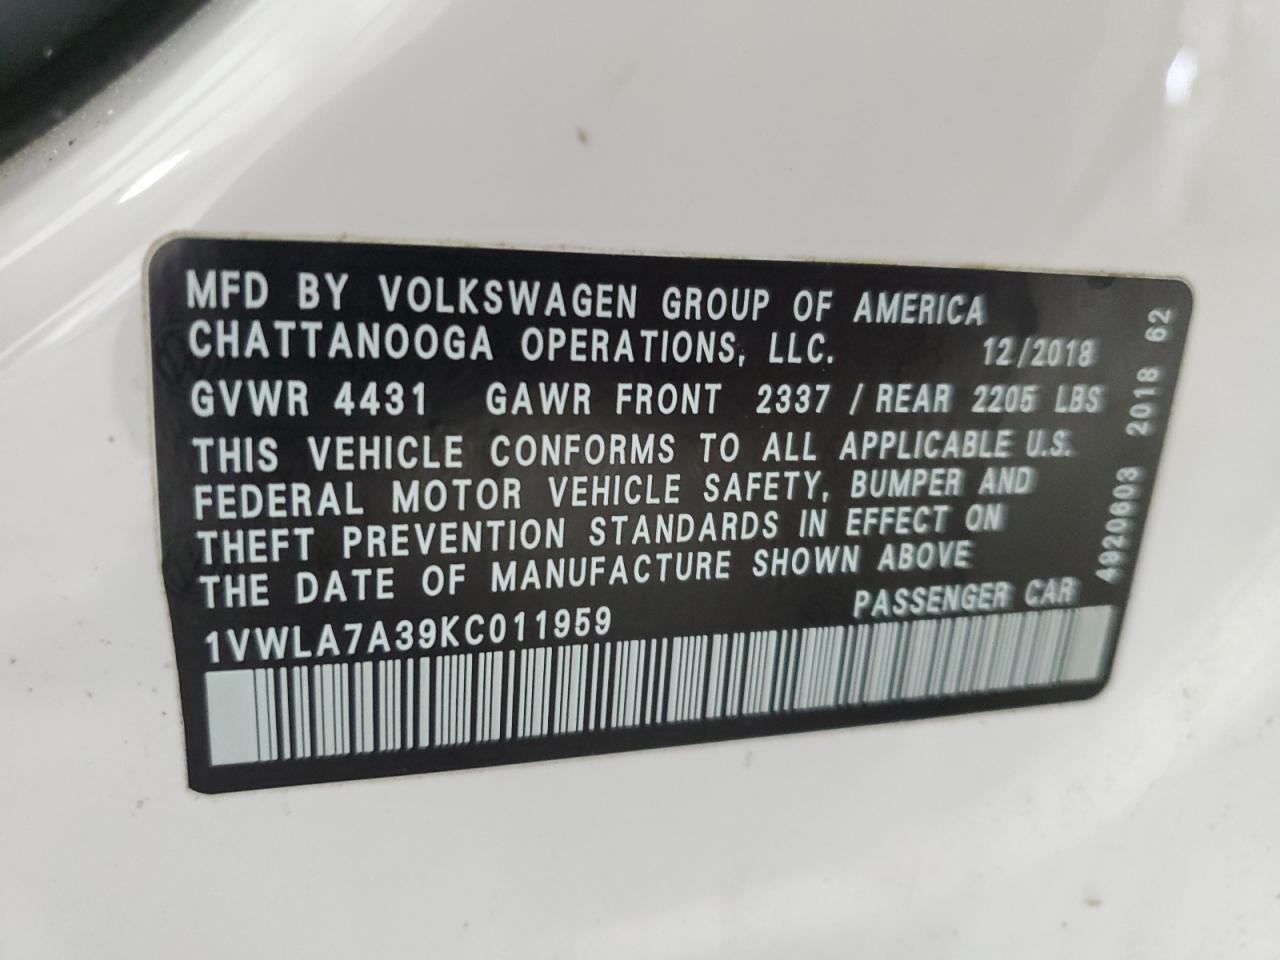 MFD BY VOLKSWAGEN GROUP OF AMERICA
CHATTANOOGA OPERATIONS, LLC. 12/2018
GVWR 4431 GAWR FRONT 2337 / REAR 2205 LBS
THIS VEHICLE CONFORMS TO ALL APPLICABLE U.S.
FEDERAL MOTOR VEHICLE SAFETY, BUMPER AND
THEFT PREVENTION STANDARDS IN EFFECT ON
THE DATE OF MANUFACTURE SHOWN ABOVE
1VWLA7A39KC011959 PASSENGER CAR
4920603 2018 62